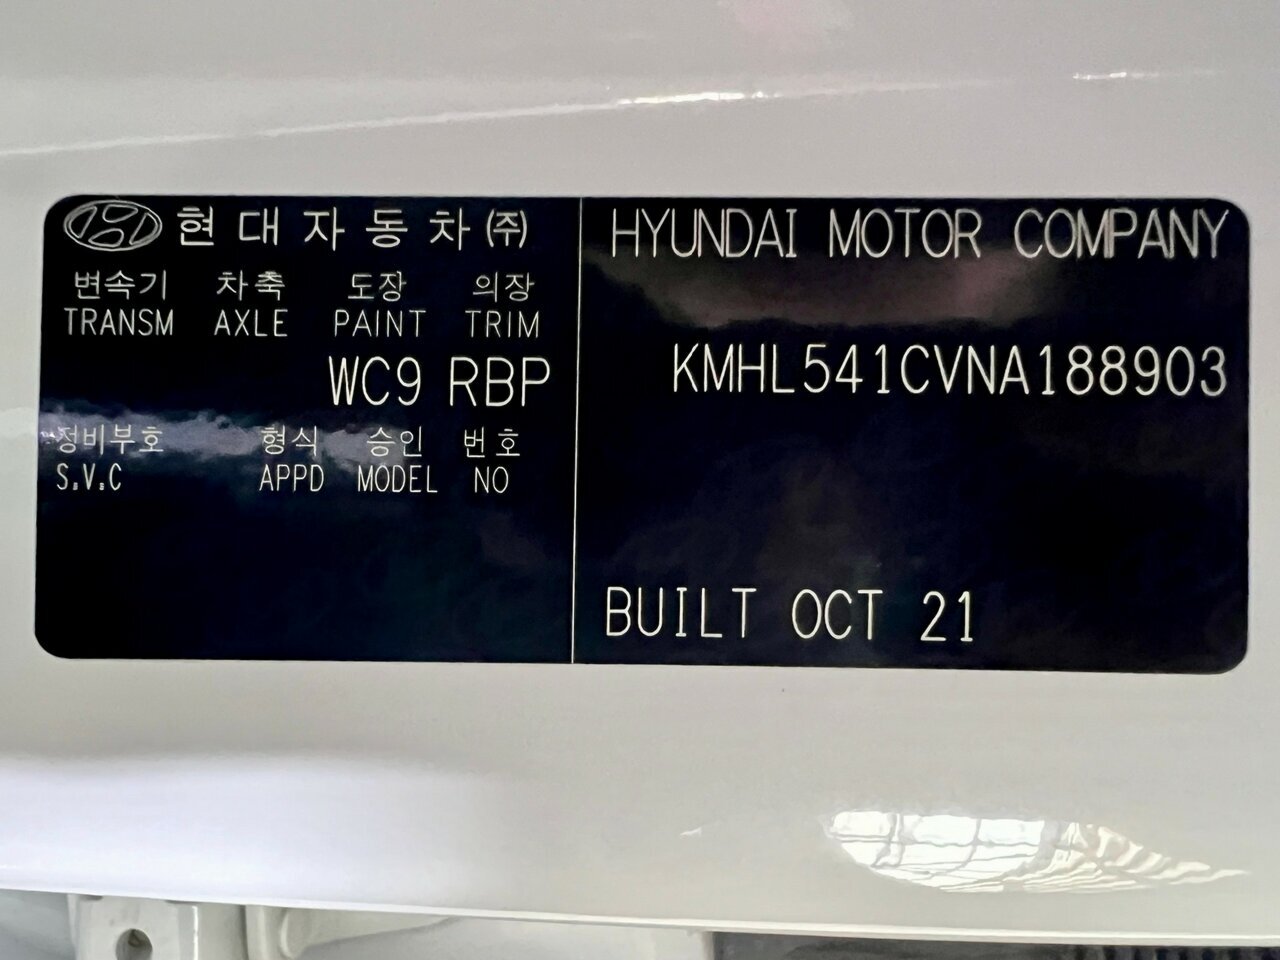 현대자동차㈜
변속기 차축 도장 의장
TRANSM AXLE PAINT TRIM
WC9 RBP
정비부호 형식 승인 번호
S.V.C APPD MODEL NO
HYUNDAI MOTOR COMPANY
KMHL541CVNA188903
BUILT OCT 21